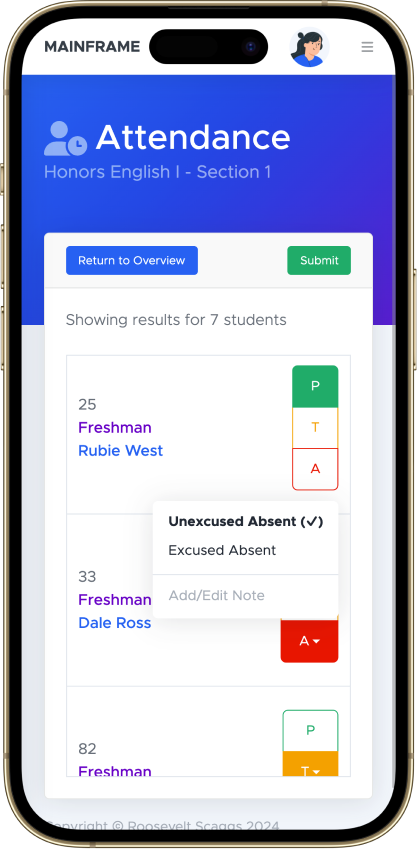 MAINFRAME
Attendance
Honors English I - Section 1
Return to Overview
Submit
Showing results for 7 students
25
Freshman
Rubie West
P
T
A
Unexcused Absent (✓)
Excused Absent
Add/Edit Note
33
Freshman
Dale Ross
A
82
Freshman
P
T
Copyright © Roosevelt Scaggs 2024